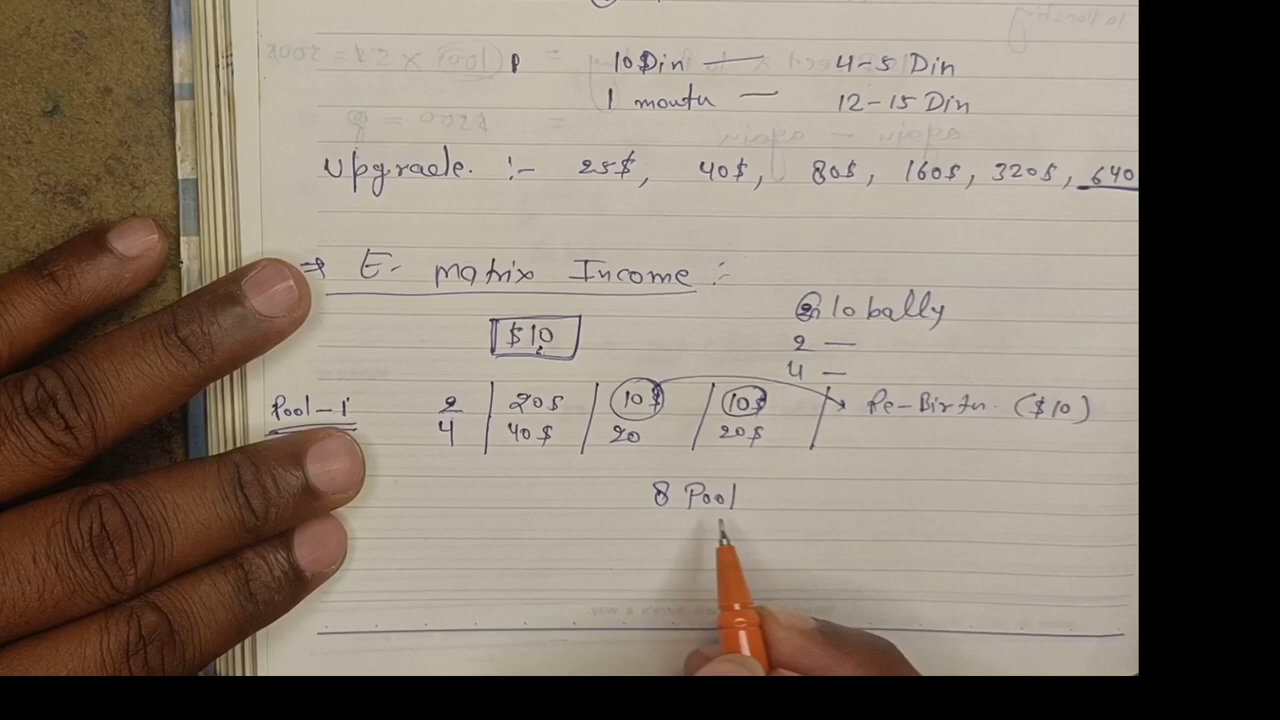 10 Din — 4-5 Din
1 month — 12-15 Din
Upgrade. :- 25$, 40$, 80$, 160$, 320$, 640
⇒ E- matrix Income :-
$10
Globally
2 —
4 —
Pool-1 2 | 20$ | 10$ | 10$ | Re-Birth. ($10)
4 | 40$ | 20 | 20$ |
8 Pool